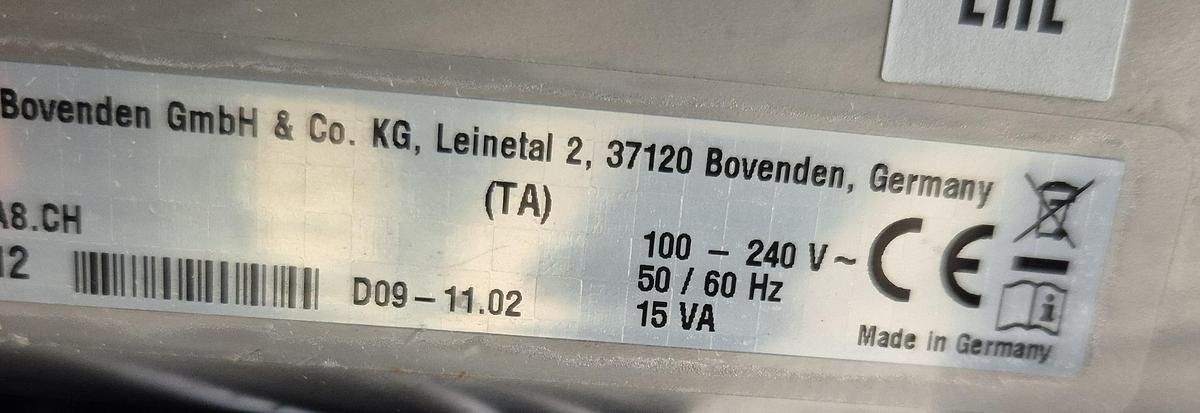 EAC
Bovenden GmbH & Co. KG, Leinetal 2, 37120 Bovenden, Germany
(TA)
A8.CH
12
D09 – 11.02
100 – 240 V ~
50 / 60 Hz
15 VA
CE
Made in Germany